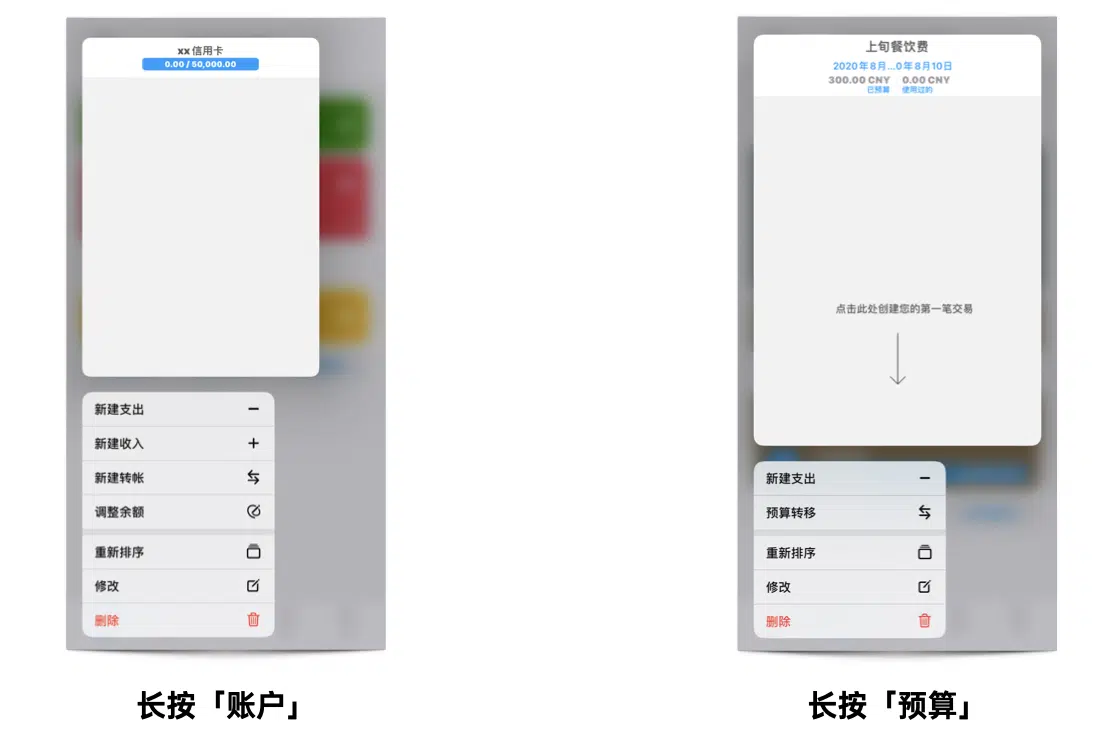 xx 信用卡
0.00 / 50,000.00
新建支出
新建收入
新建转帐
调整余额
重新排序
修改
删除
长按「账户」
上旬餐饮费
2020年8月...0年8月10日
300.00 CNY 0.00 CNY
已预算 使用过的
点击此处创建您的第一笔交易
新建支出
预算转移
重新排序
修改
删除
长按「预算」